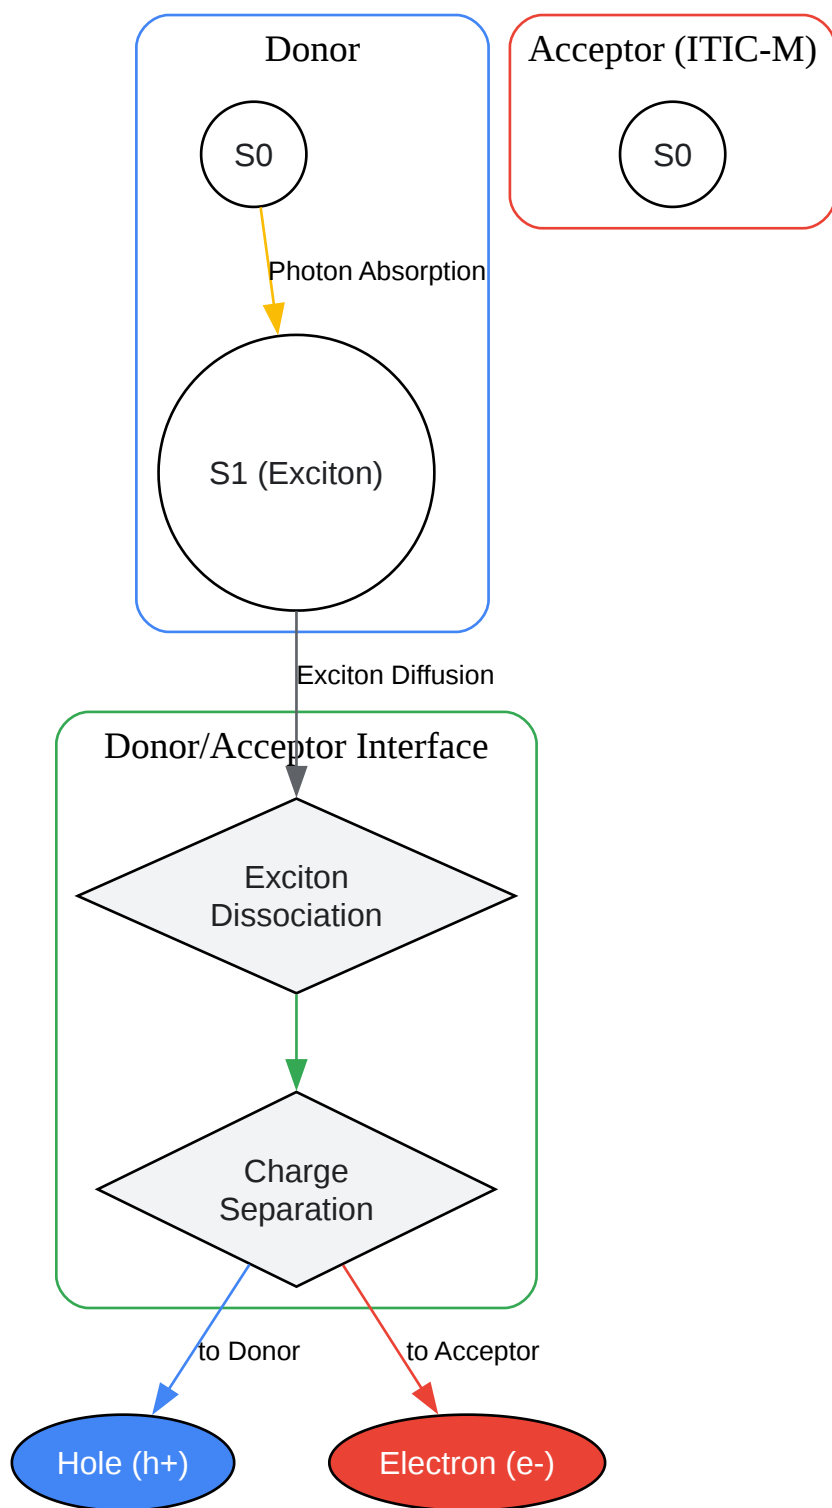 Donor
Acceptor (ITIC-M)
S0
S0
Photon Absorption
S1 (Exciton)
Exciton Diffusion
Donor/Acceptor Interface
Exciton
Dissociation
Charge
Separation
to Donor
to Acceptor
Hole (h+)
Electron (e-)